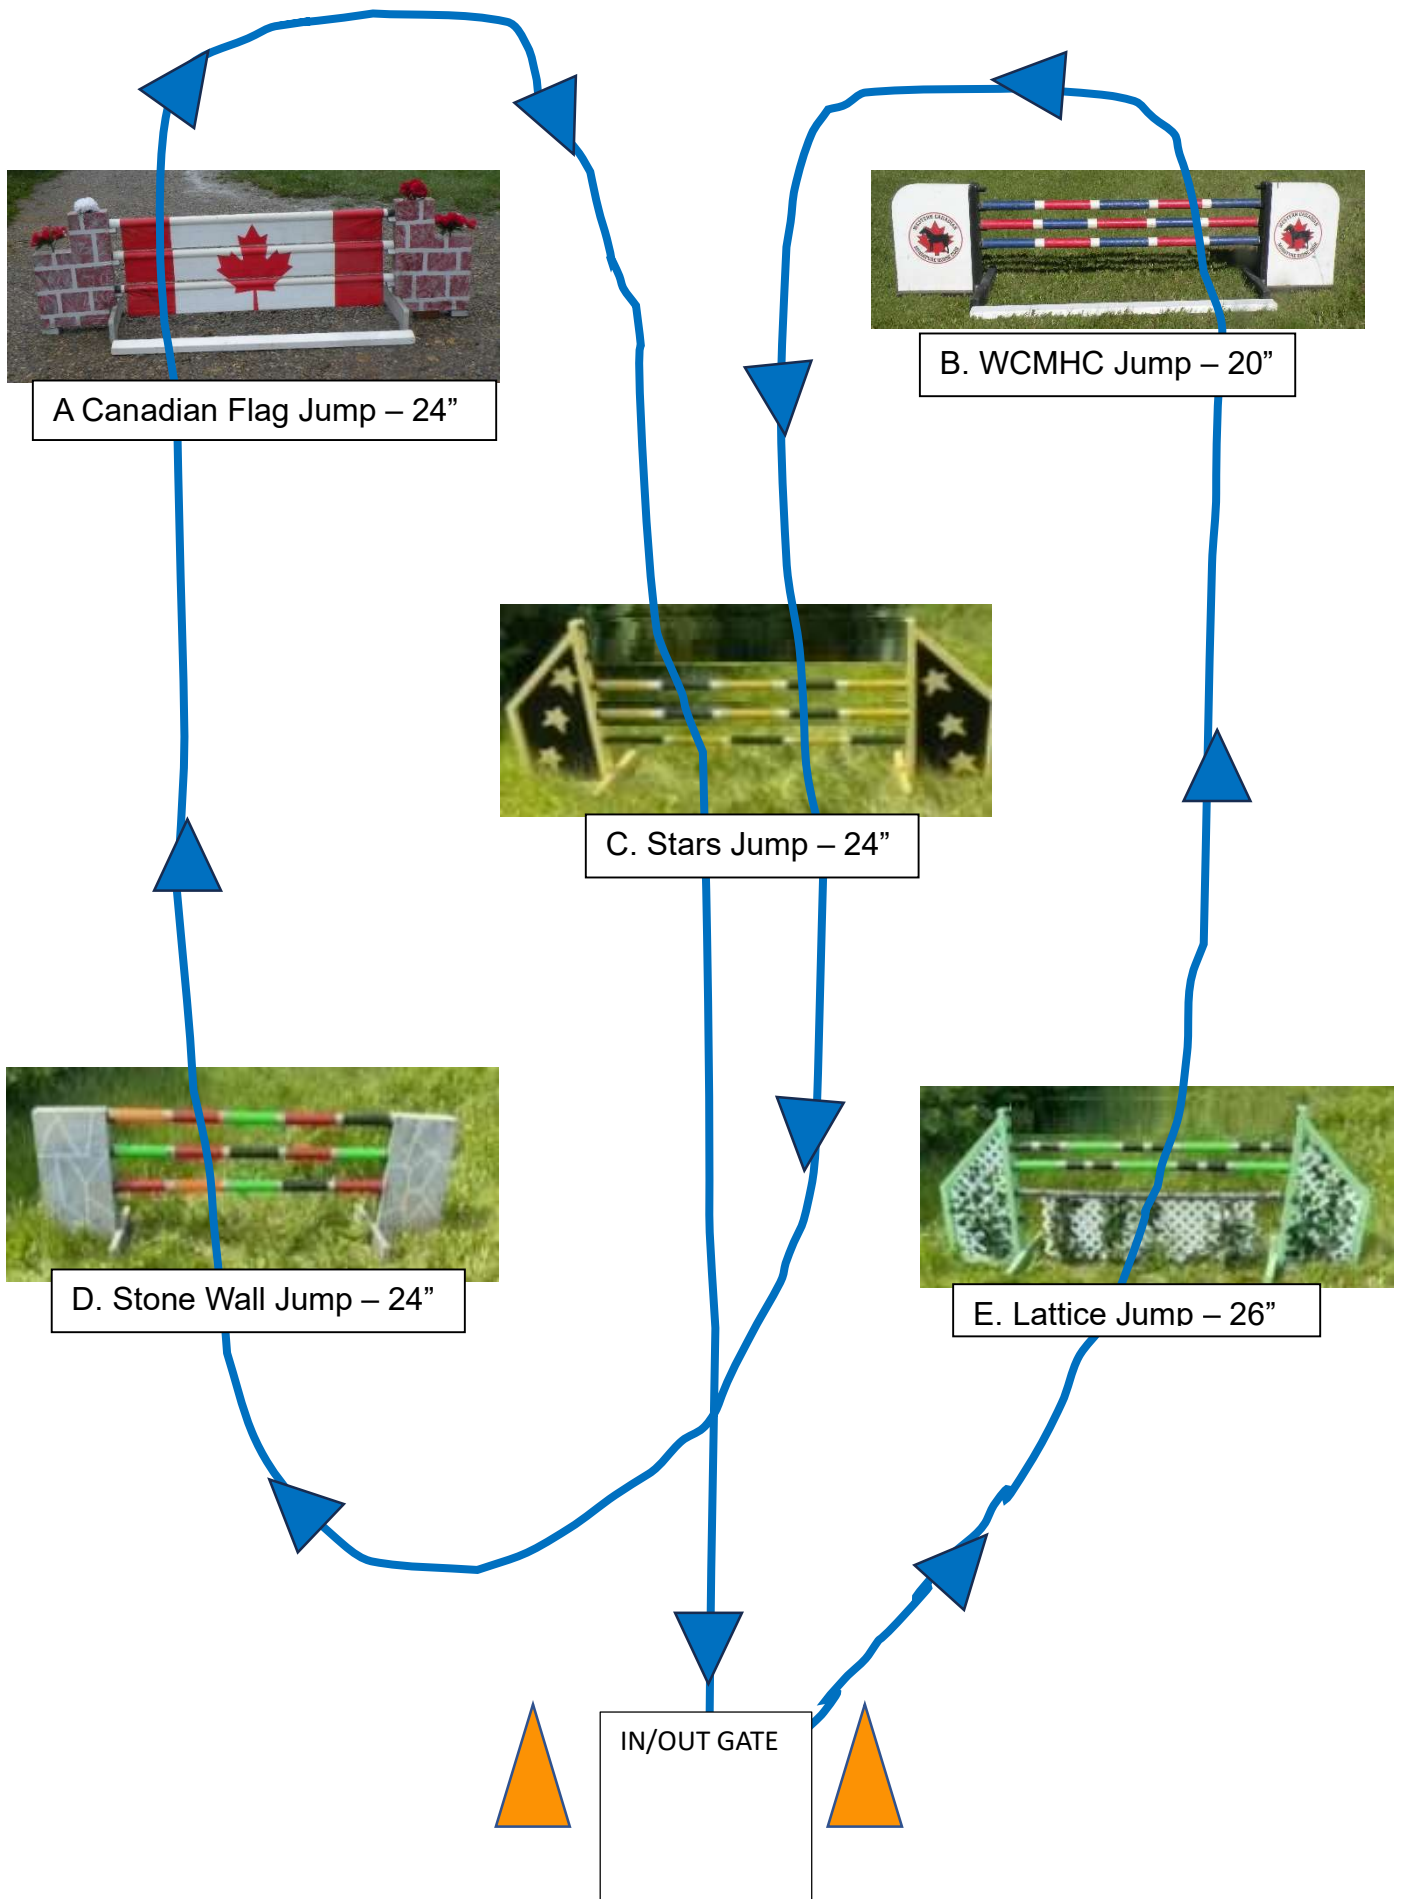 A Canadian Flag Jump – 24”
B. WCMHC Jump – 20”
C. Stars Jump – 24”
D. Stone Wall Jump – 24”
E. Lattice Jump – 26”
IN/OUT GATE